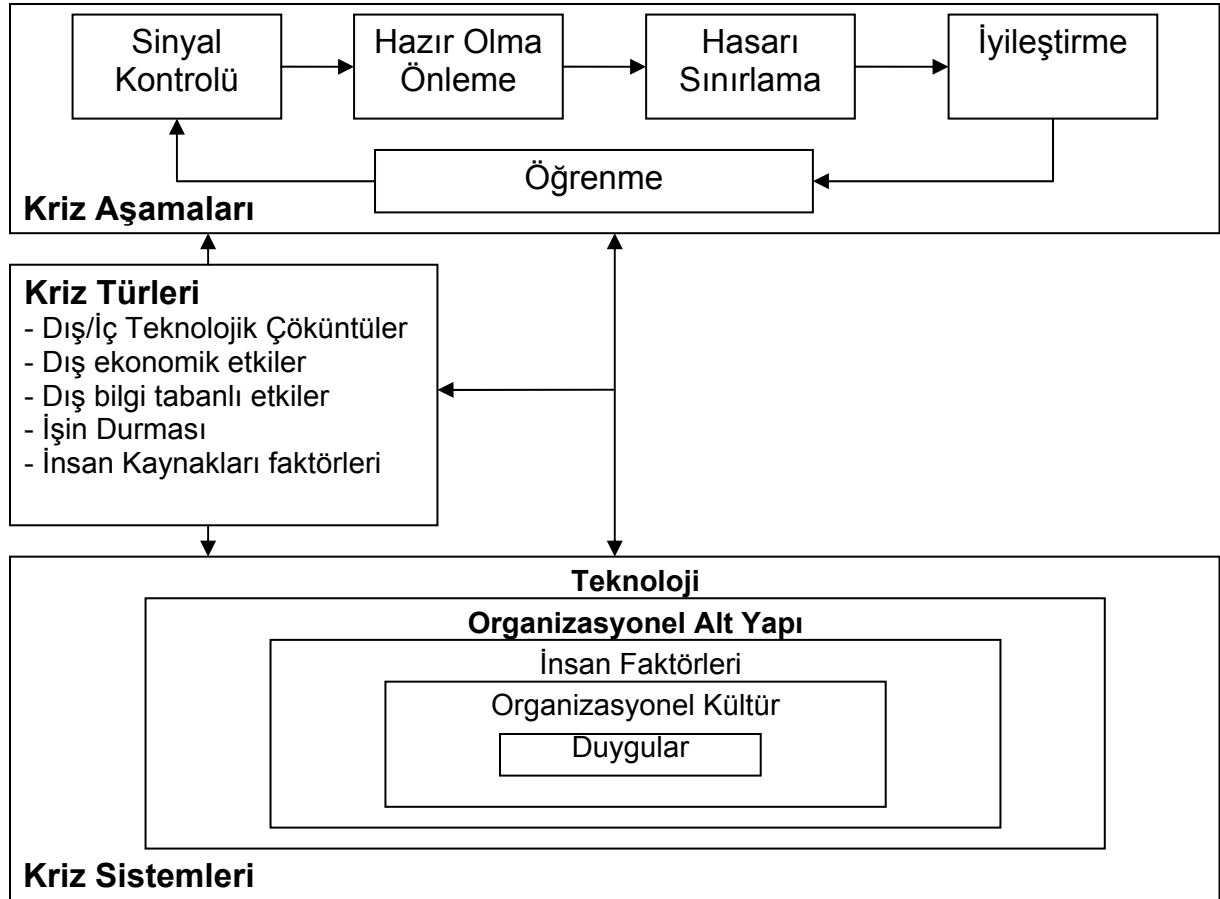 Sinyal
Kontrolü
Hazır Olma
Önleme
Hasarı
Sınırlama
İyileştirme
Öğrenme
Kriz Aşamaları
Kriz Türleri
- Dış/İç Teknolojik Çöküntüler
- Dış ekonomik etkiler
- Dış bilgi tabanlı etkiler
- İşin Durması
- İnsan Kaynakları faktörleri
Teknoloji
Organizasyonel Alt Yapı
İnsan Faktörleri
Organizasyonel Kültür
Duygular
Kriz Sistemleri